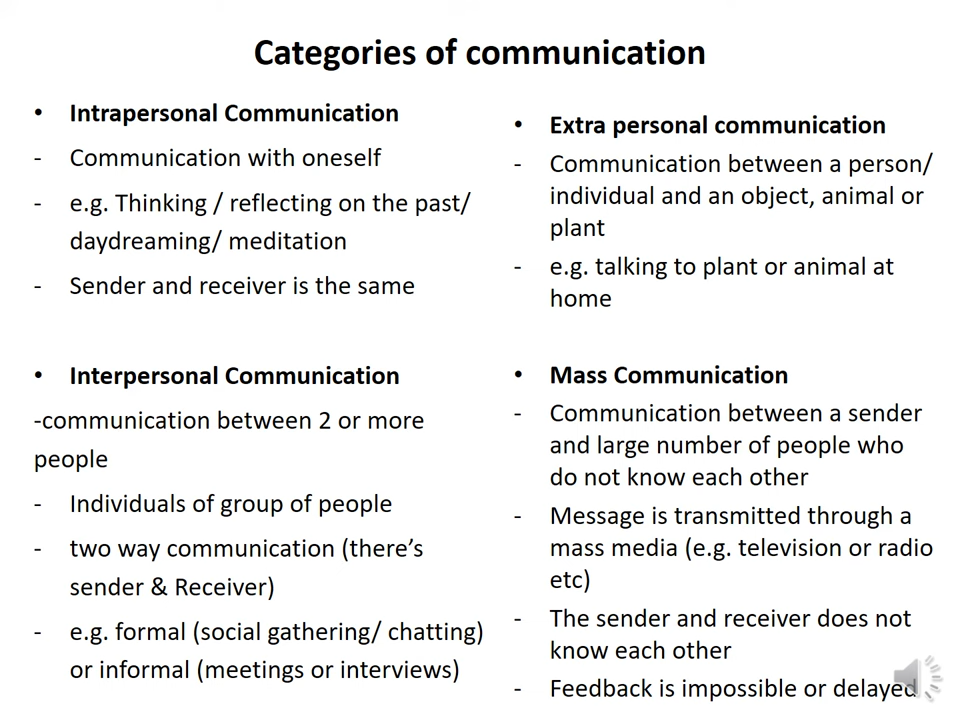 Categories of communication
• Intrapersonal Communication
- Communication with oneself
- e.g. Thinking / reflecting on the past/
daydreaming/ meditation
- Sender and receiver is the same
• Interpersonal Communication
-communication between 2 or more
people
- Individuals of group of people
- two way communication (there’s
sender & Receiver)
- e.g. formal (social gathering/ chatting)
or informal (meetings or interviews)
• Extra personal communication
- Communication between a person/
individual and an object, animal or
plant
- e.g. talking to plant or animal at
home
• Mass Communication
- Communication between a sender
and large number of people who
do not know each other
- Message is transmitted through a
mass media (e.g. television or radio
etc)
- The sender and receiver does not
know each other
- Feedback is impossible or delayed